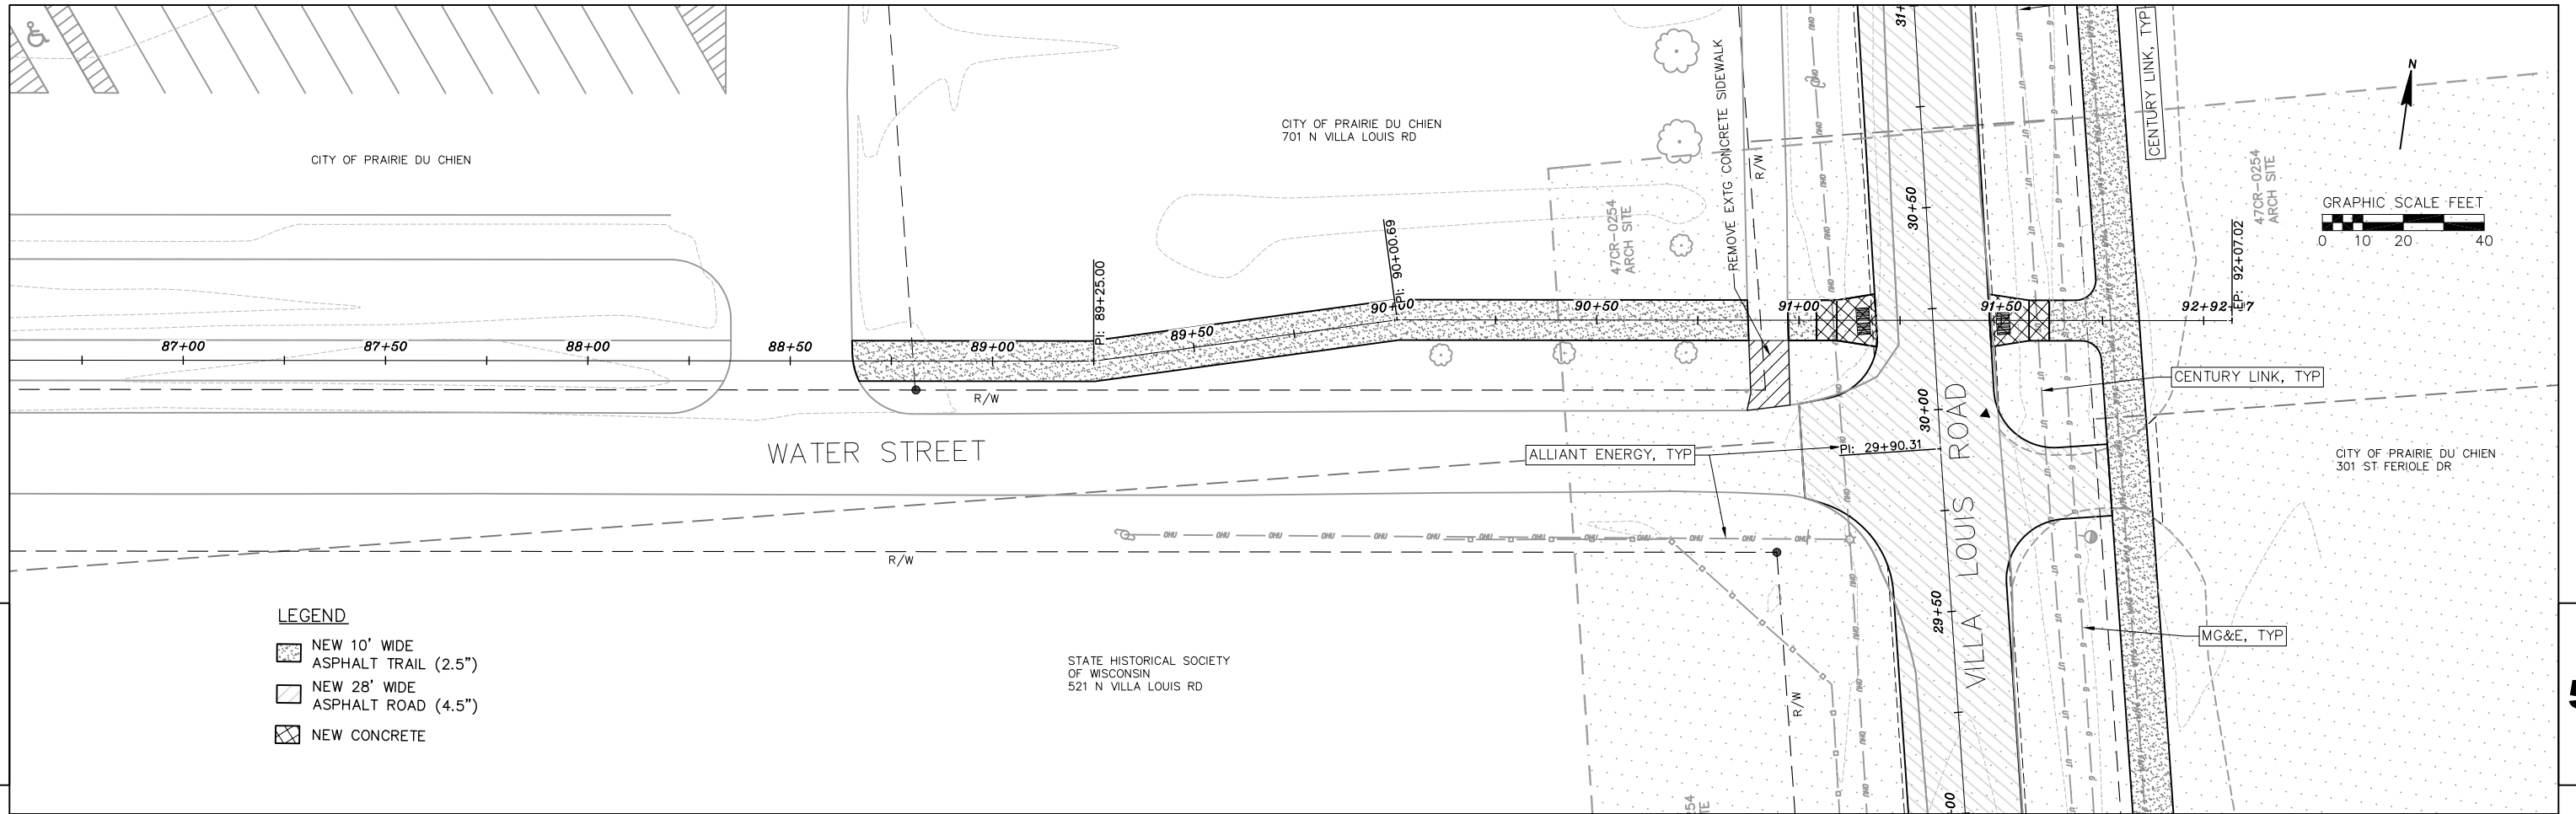 CITY OF PRAIRIE DU CHIEN
CITY OF PRAIRIE DU CHIEN
701 N VILLA LOUIS RD
REMOVE EXTG CONCRETE SIDEWALK
R/W
CENTURY LINK, TYP
N
GRAPHIC SCALE FEET
0 10 20 40
47CR-0254
ARCH SITE
47CR-0254
ARCH SITE
EP: 92+07.02
PI: 89+25.00
PI: 90+00.69
87+00
87+50
88+00
88+50
89+00
89+50
90+00
90+50
91+00
91+50
92+
30+50
30+00
29+50
31+
OHU
UT
G
R/W
WATER STREET
ALLIANT ENERGY, TYP
PI: 29+90.31
VILLA LOUIS ROAD
CENTURY LINK, TYP
CITY OF PRAIRIE DU CHIEN
301 ST FERIOLE DR
R/W
R/W
MG&E, TYP
LEGEND
NEW 10' WIDE
ASPHALT TRAIL (2.5")
NEW 28' WIDE
ASPHALT ROAD (4.5")
NEW CONCRETE
STATE HISTORICAL SOCIETY
OF WISCONSIN
521 N VILLA LOUIS RD